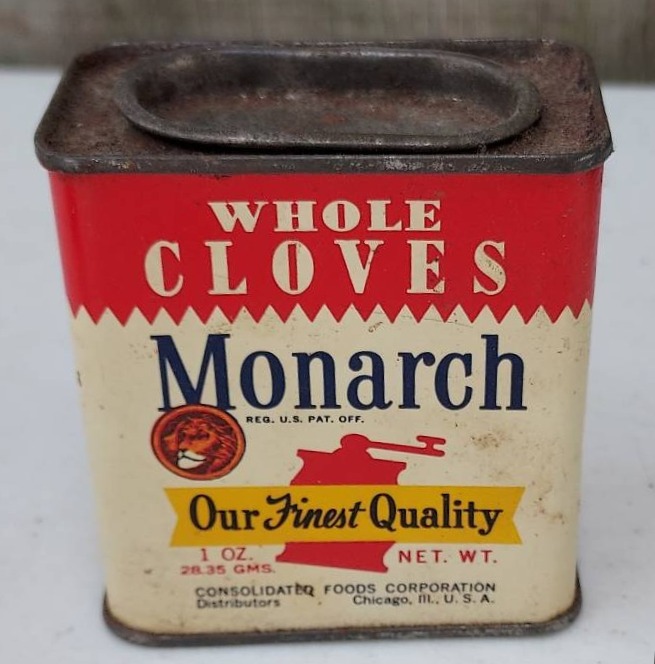 WHOLE
CLOVES
Monarch
REG. U.S. PAT. OFF.
Our Finest Quality
1 OZ. NET. WT.
28.35 GMS.
CONSOLIDATED FOODS CORPORATION
Distributors Chicago, Ill., U. S. A.